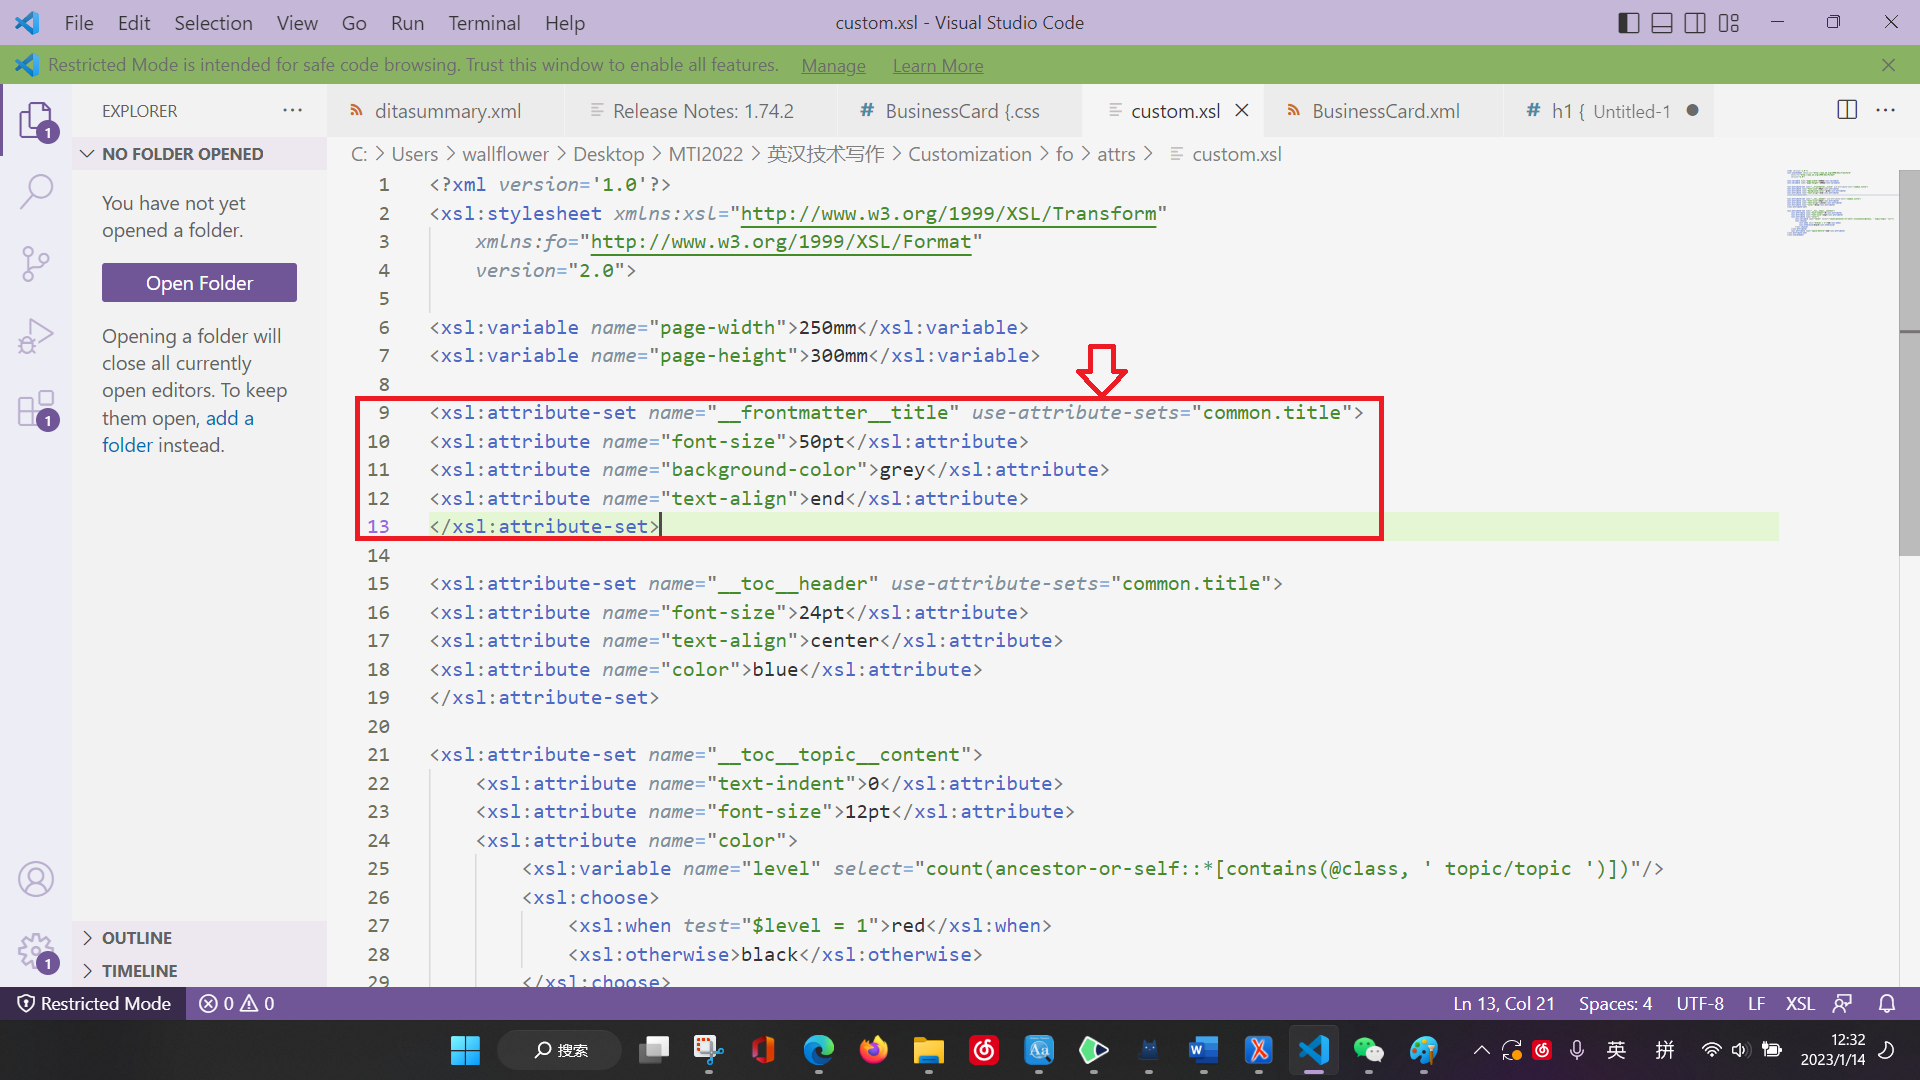 File Edit Selection View Go Run Terminal Help custom.xsl - Visual Studio Code
Restricted Mode is intended for safe code browsing. Trust this window to enable all features. Manage Learn More
EXPLORER ···
ditasummary.xml Release Notes: 1.74.2 # BusinessCard {.css custom.xsl BusinessCard.xml # h1 { Untitled-1 ···
NO FOLDER OPENED
You have not yet
opened a folder.
Open Folder
Opening a folder will
close all currently
open editors. To keep
them open, add a
folder instead.
OUTLINE
TIMELINE
C: > Users > wallflower > Desktop > MTI2022 > 英汉技术写作 > Customization > fo > attrs > custom.xsl
1 <?xml version='1.0'?>
2 <xsl:stylesheet xmlns:xsl="http://www.w3.org/1999/XSL/Transform"
3 xmlns:fo="http://www.w3.org/1999/XSL/Format"
4 version="2.0">
5
6 <xsl:variable name="page-width">250mm</xsl:variable>
7 <xsl:variable name="page-height">300mm</xsl:variable>
8
9 <xsl:attribute-set name="__frontmatter__title" use-attribute-sets="common.title">
10 <xsl:attribute name="font-size">50pt</xsl:attribute>
11 <xsl:attribute name="background-color">grey</xsl:attribute>
12 <xsl:attribute name="text-align">end</xsl:attribute>
13 </xsl:attribute-set>
14
15 <xsl:attribute-set name="__toc__header" use-attribute-sets="common.title">
16 <xsl:attribute name="font-size">24pt</xsl:attribute>
17 <xsl:attribute name="text-align">center</xsl:attribute>
18 <xsl:attribute name="color">blue</xsl:attribute>
19 </xsl:attribute-set>
20
21 <xsl:attribute-set name="__toc__topic__content">
22 <xsl:attribute name="text-indent">0</xsl:attribute>
23 <xsl:attribute name="font-size">12pt</xsl:attribute>
24 <xsl:attribute name="color">
25 <xsl:variable name="level" select="count(ancestor-or-self::*[contains(@class, ' topic/topic ')])"/>
26 <xsl:choose>
27 <xsl:when test="$level = 1">red</xsl:when>
28 <xsl:otherwise>black</xsl:otherwise>
29 </xsl:choose>
1
1
1
Restricted Mode 0 0 Ln 13, Col 21 Spaces: 4 UTF-8 LF XSL
搜索 英 拼 12:32
2023/1/14